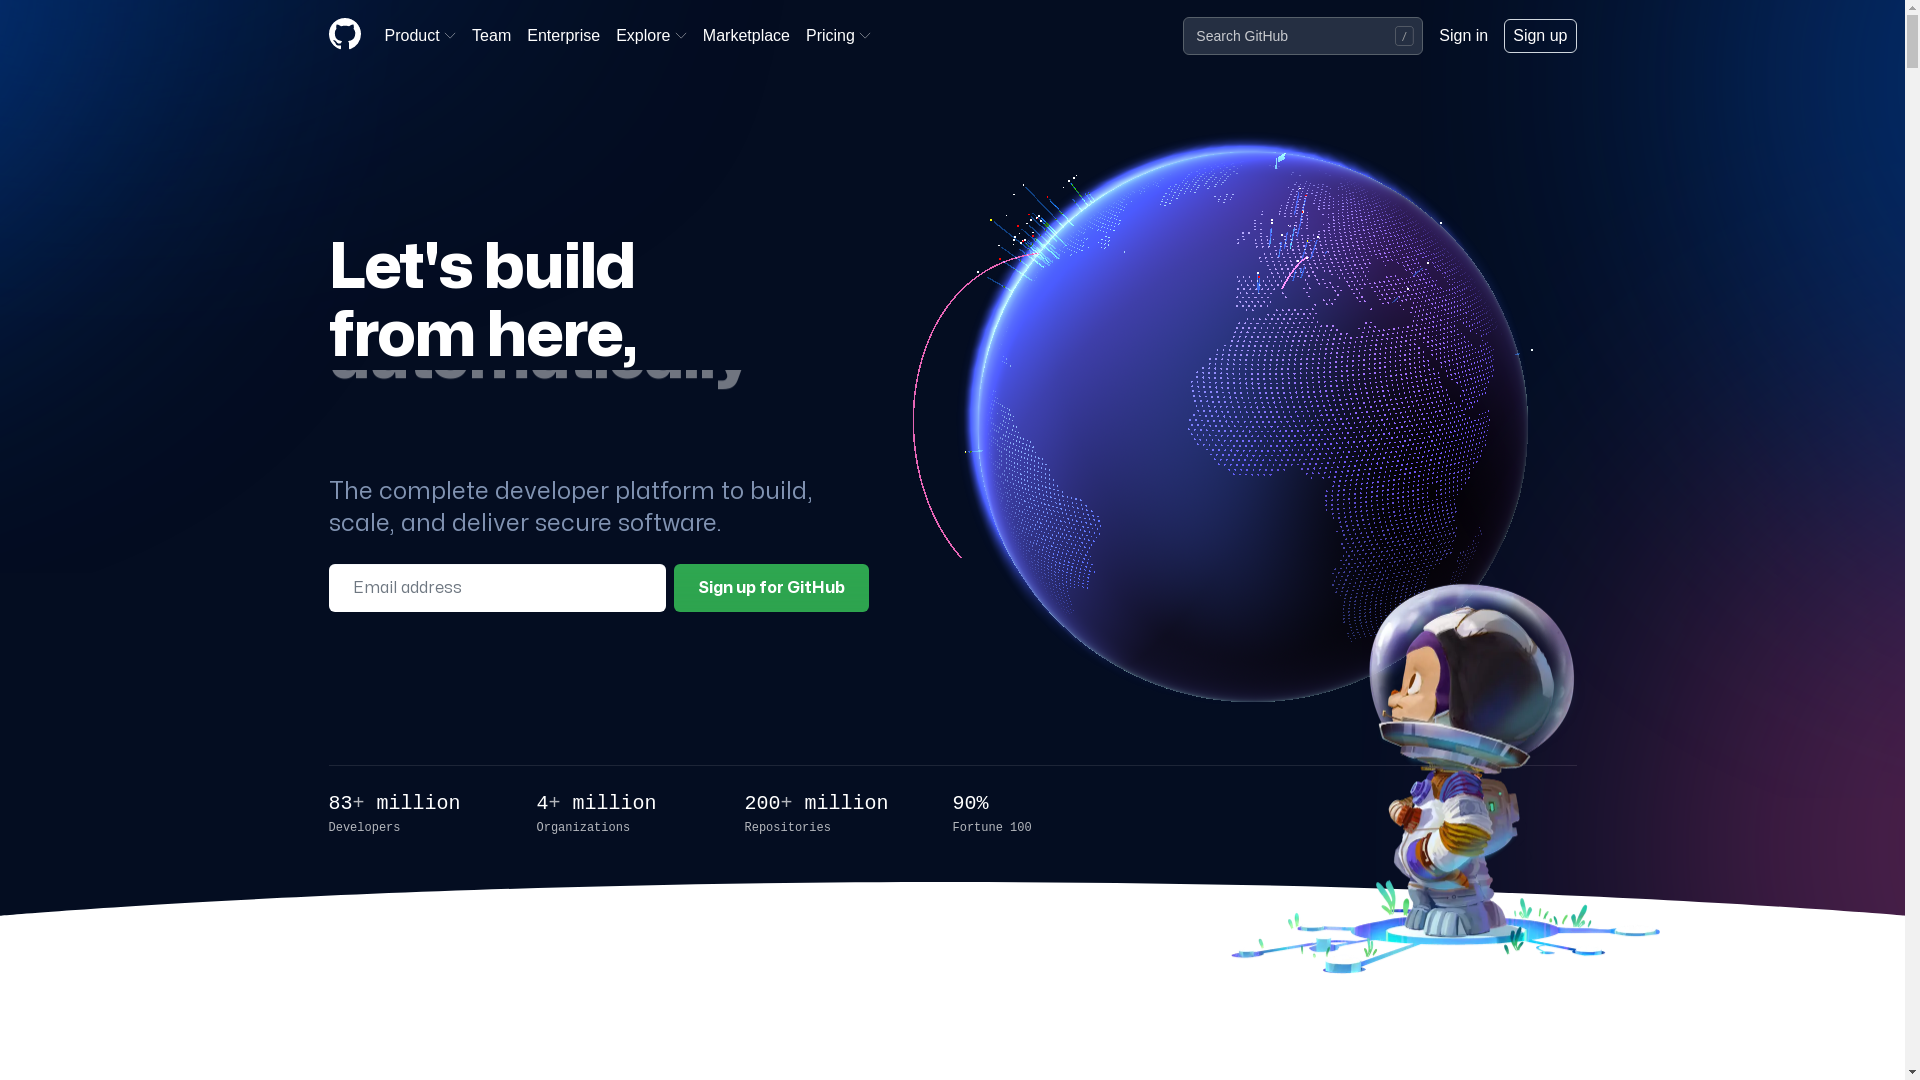 Product Team Enterprise Explore Marketplace Pricing Search GitHub / Sign in Sign up
Let's build
from here,
automatically
The complete developer platform to build,
scale, and deliver secure software.
Email address Sign up for GitHub
83+ million 4+ million 200+ million 90%
Developers Organizations Repositories Fortune 100